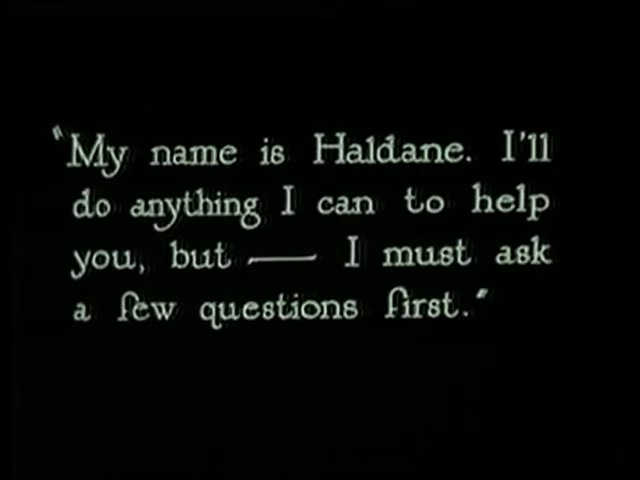 "My name is Haldane. I'll
do anything I can to help
you, but — I must ask
a few questions first."